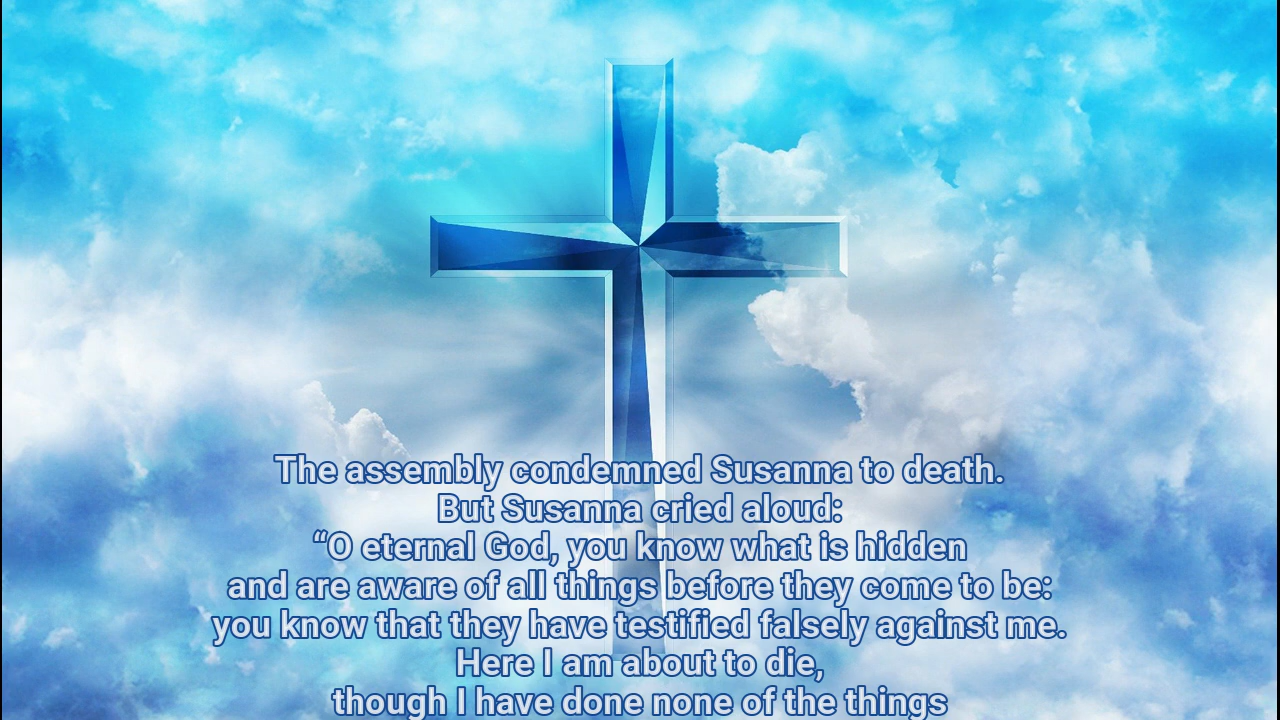 The assembly condemned Susanna to death.
But Susanna cried aloud:
“O eternal God, you know what is hidden
and are aware of all things before they come to be:
you know that they have testified falsely against me.
Here I am about to die,
though I have done none of the things